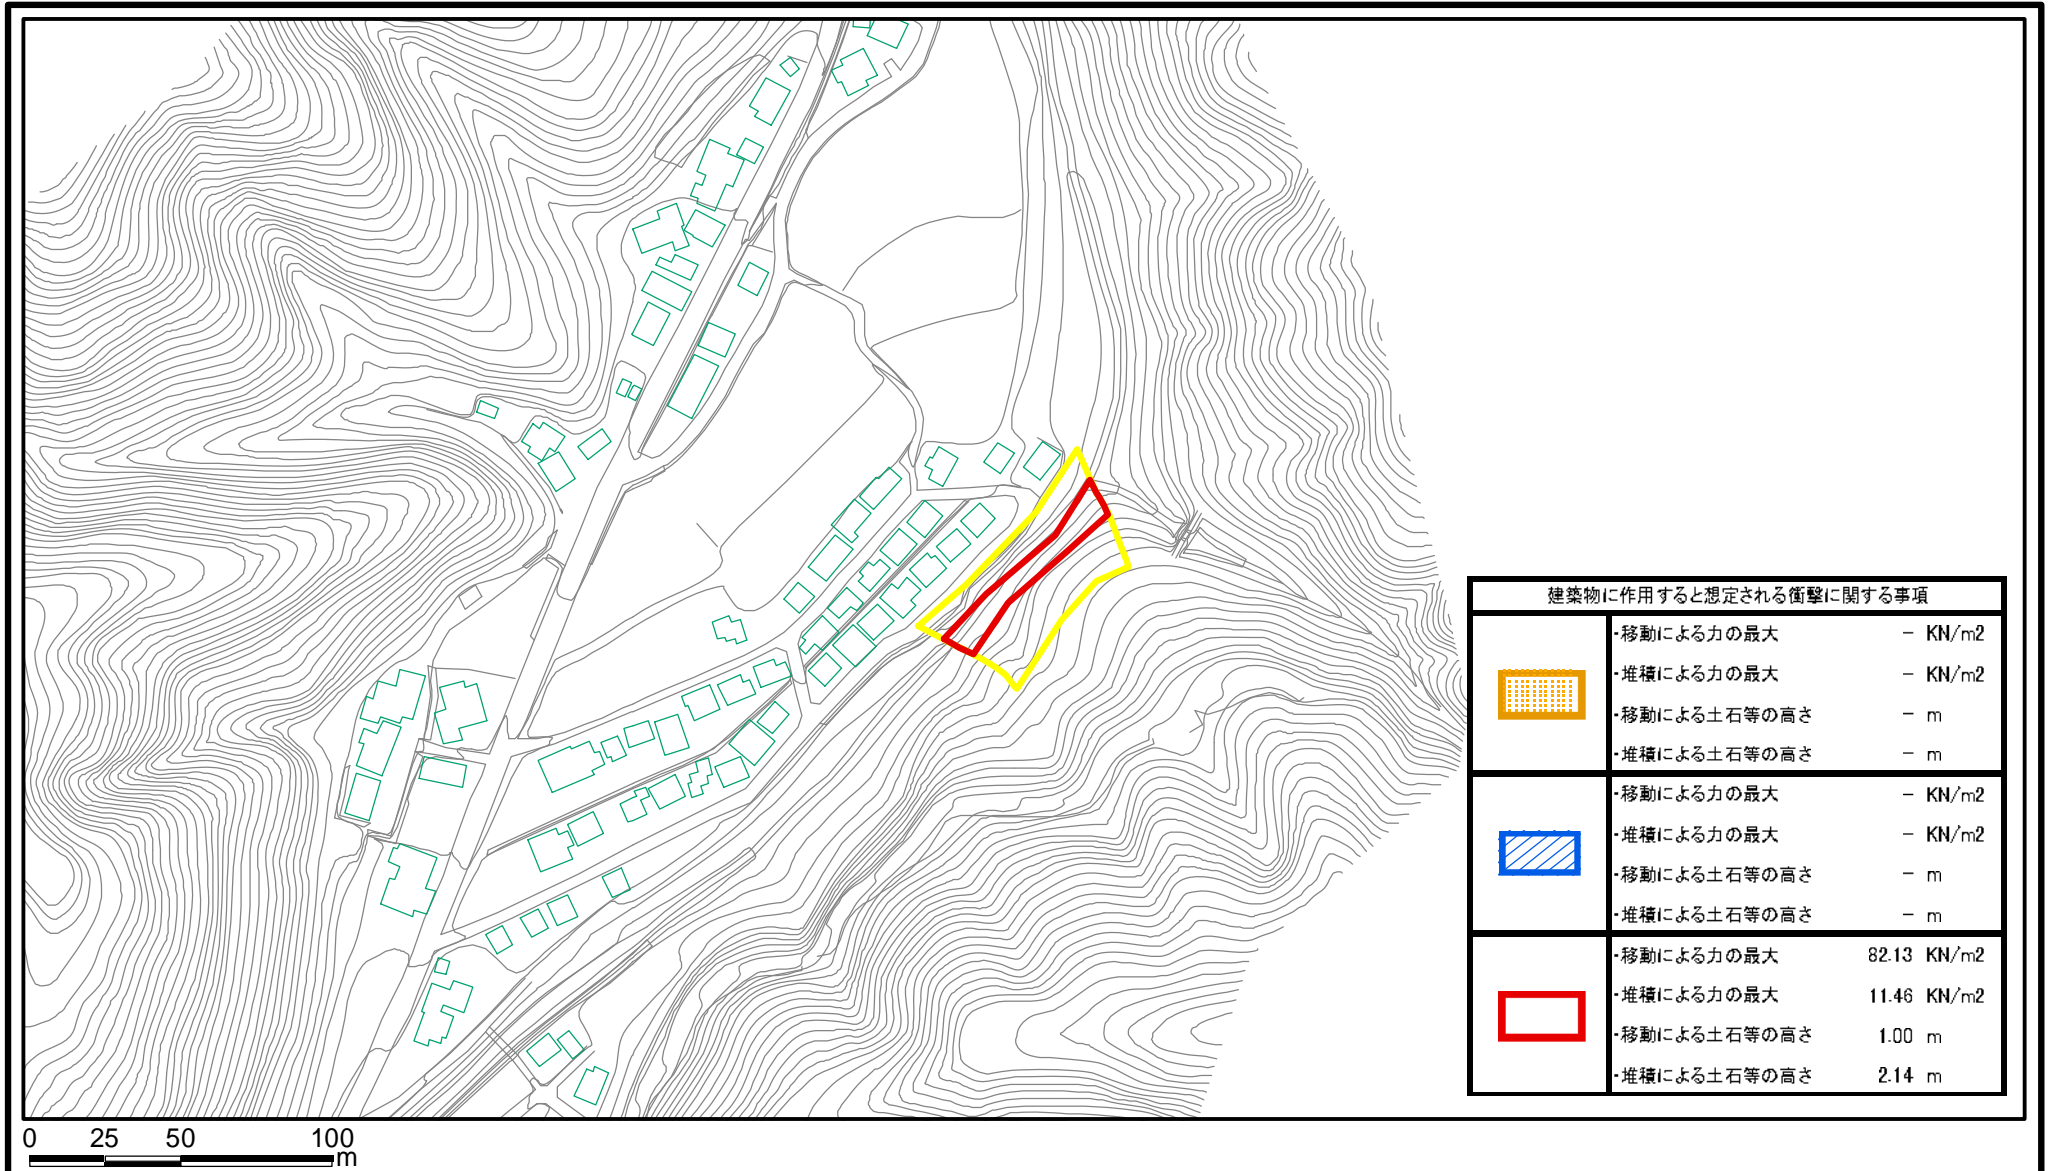 建築物に作用すると想定される衝撃に関する事項
・移動による力の最大 − KN/m2
・堆積による力の最大 − KN/m2
・移動による土石等の高さ − m
・堆積による土石等の高さ − m
・移動による力の最大 − KN/m2
・堆積による力の最大 − KN/m2
・移動による土石等の高さ − m
・堆積による土石等の高さ − m
・移動による力の最大 82.13 KN/m2
・堆積による力の最大 11.46 KN/m2
・移動による土石等の高さ 1.00 m
・堆積による土石等の高さ 2.14 m
0 25 50 100
m